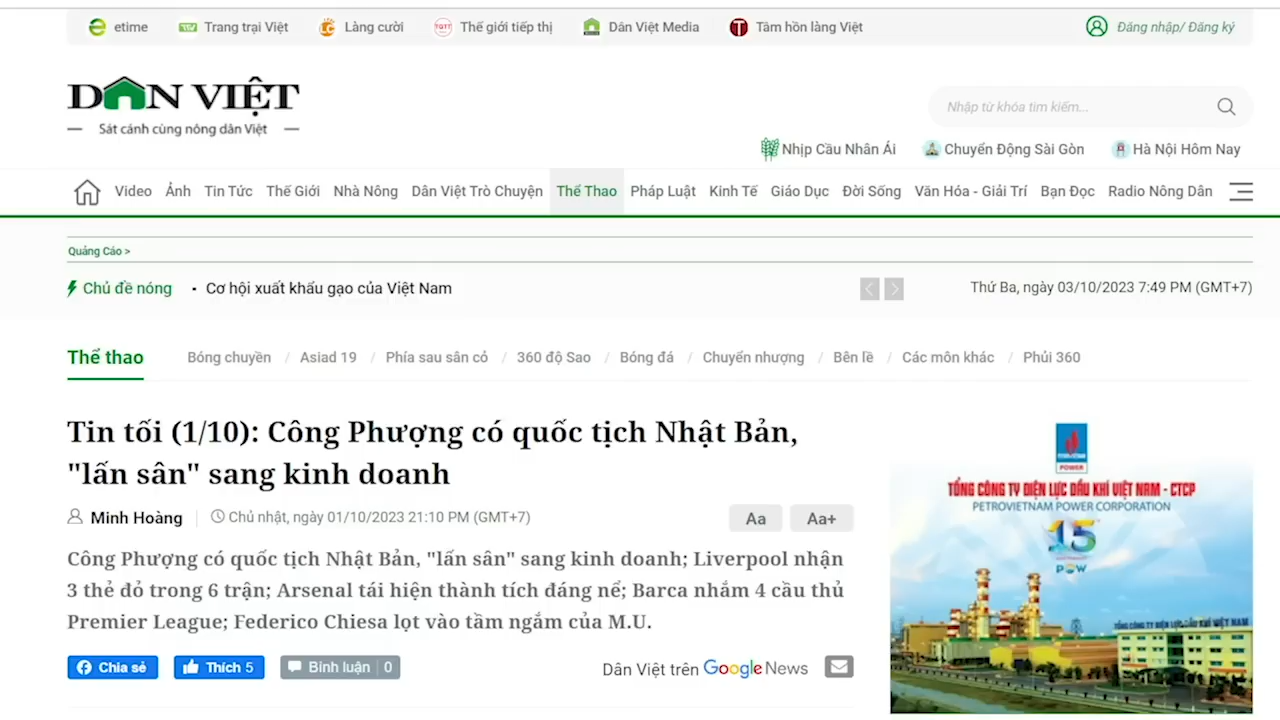 etime Trang trại Việt Làng cười Thế giới tiếp thị Dân Việt Media Tâm hồn làng Việt Đăng nhập/ Đăng ký
DÂN VIỆT
Sát cánh cùng nông dân Việt
Nhập từ khóa tìm kiếm...
Nhịp Cầu Nhân Ái Chuyển Động Sài Gòn Hà Nội Hôm Nay
Video Ảnh Tin Tức Thế Giới Nhà Nông Dân Việt Trò Chuyện Thể Thao Pháp Luật Kinh Tế Giáo Dục Đời Sống Văn Hóa - Giải Trí Bạn Đọc Radio Nông Dân
Quảng Cáo >
Chủ đề nóng • Cơ hội xuất khẩu gạo của Việt Nam Thứ Ba, ngày 03/10/2023 7:49 PM (GMT+7)
Thể thao Bóng chuyền / Asiad 19 / Phía sau sân cỏ / 360 độ Sao / Bóng đá / Chuyển nhượng / Bên lề / Các môn khác / Phủi 360
Tin tối (1/10): Công Phượng có quốc tịch Nhật Bản,
"lấn sân" sang kinh doanh
Minh Hoàng Chủ nhật, ngày 01/10/2023 21:10 PM (GMT+7) Aa Aa+
Công Phượng có quốc tịch Nhật Bản, "lấn sân" sang kinh doanh; Liverpool nhận
3 thẻ đỏ trong 6 trận; Arsenal tái hiện thành tích đáng nể; Barca nhắm 4 cầu thủ
Premier League; Federico Chiesa lọt vào tầm ngắm của M.U.
Chia sẻ Thích 5 Bình luận 0 Dân Việt trên Google News
POWER
TỔNG CÔNG TY ĐIỆN LỰC DẦU KHÍ VIỆT NAM - CTCP
PETROVIETNAM POWER CORPORATION
15
POW
TỔNG CÔNG TY ĐIỆN LỰC DẦU KHÍ VIỆT NAM